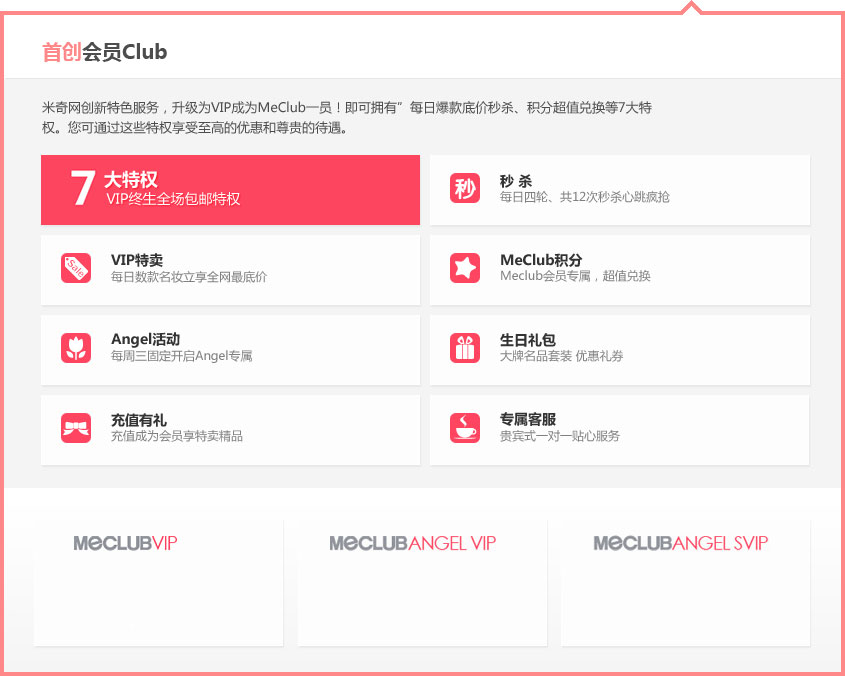 首创会员Club
米奇网创新特色服务，升级为VIP成为MeClub一员！即可拥有”每日爆款底价秒杀、积分超值兑换等7大特
权。您可通过这些特权享受至高的优惠和尊贵的待遇。
7 大特权
VIP终生全场包邮特权
秒
秒 杀
每日四轮、共12次秒杀心跳疯抢
Sale
VIP特卖
每日数款名妆立享全网最底价
MeClub积分
Meclub会员专属，超值兑换
Angel活动
每周三固定开启Angel专属
生日礼包
大牌名品套装 优惠礼券
充值有礼
充值成为会员享特卖精品
专属客服
贵宾式一对一贴心服务
MeCLUBVIP
MeCLUBANGEL VIP
MeCLUBANGEL SVIP